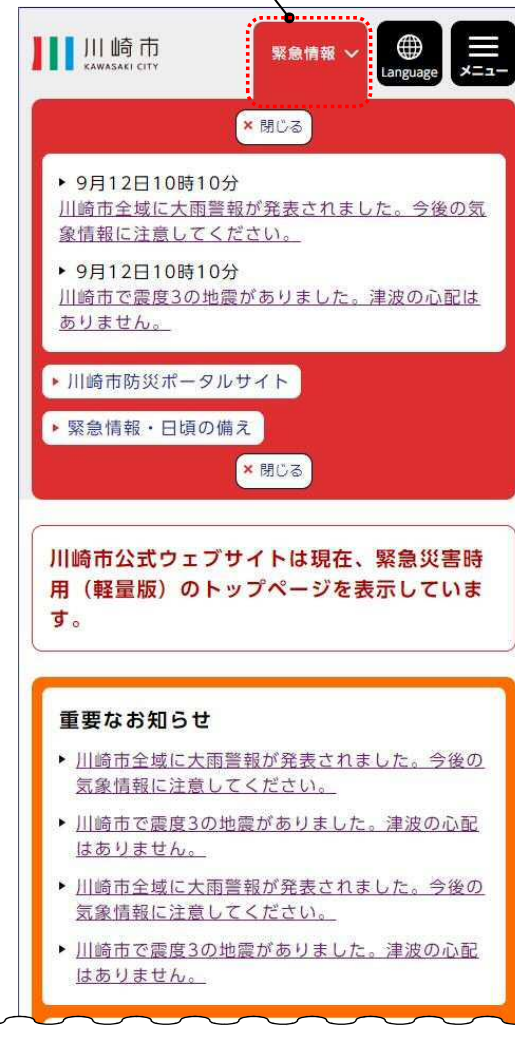 川崎市
KAWASAKI CITY
緊急情報
Language
メニュー
× 閉じる
9月12日10時10分
川崎市全域に大雨警報が発表されました。今後の気
象情報に注意してください。
9月12日10時10分
川崎市で震度3の地震がありました。津波の心配は
ありません。
川崎市防災ポータルサイト
緊急情報・日頃の備え
× 閉じる
川崎市公式ウェブサイトは現在、緊急災害時
用（軽量版）のトップページを表示していま
す。
重要なお知らせ
川崎市全域に大雨警報が発表されました。今後の
気象情報に注意してください。
川崎市で震度3の地震がありました。津波の心配
はありません。
川崎市全域に大雨警報が発表されました。今後の
気象情報に注意してください。
川崎市で震度3の地震がありました。津波の心配
はありません。